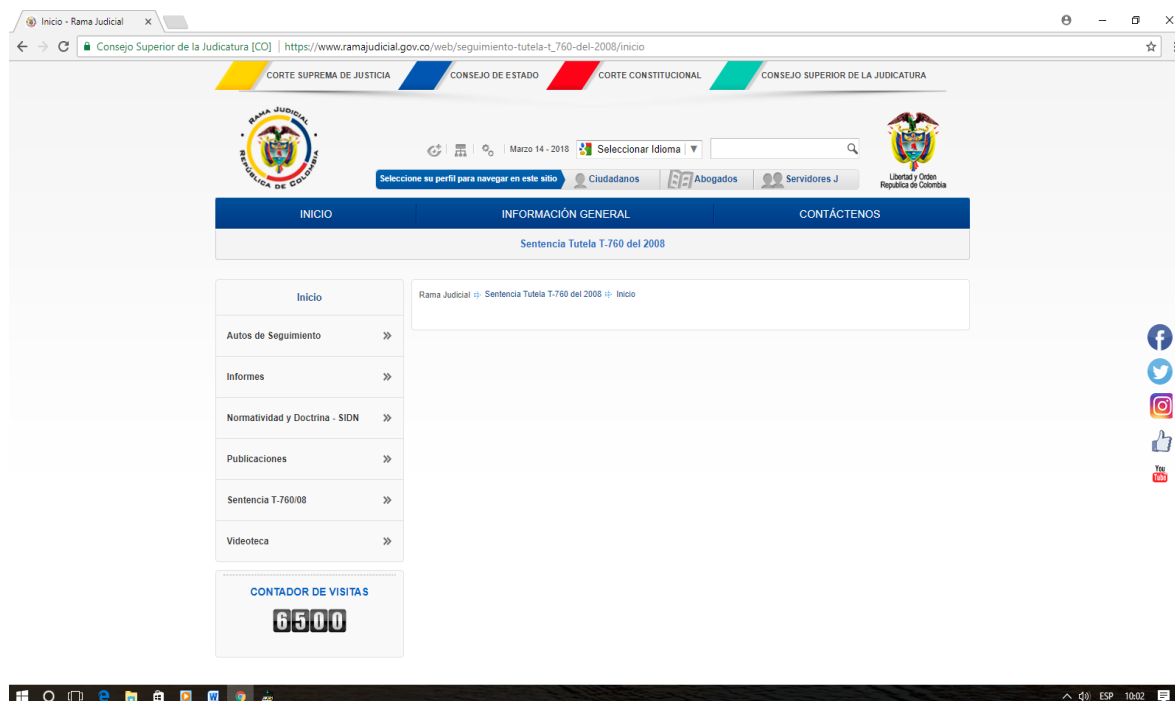 Inicio - Rama Judicial
Consejo Superior de la Judicatura [CO] | https://www.ramajudicial.gov.co/web/seguimiento-tutela-t_760-del-2008/inicio
CORTE SUPREMA DE JUSTICIA CONSEJO DE ESTADO CORTE CONSTITUCIONAL CONSEJO SUPERIOR DE LA JUDICATURA
RAMA JUDICIAL
REPÚBLICA DE COLOMBIA
Marzo 14 - 2018 Seleccionar Idioma ▼
Seleccione su perfil para navegar en este sitio Ciudadanos Abogados Servidores J
Libertad y Orden
Republica de Colombia
INICIO INFORMACIÓN GENERAL CONTÁCTENOS
Sentencia Tutela T-760 del 2008
Inicio
Rama Judicial Sentencia Tutela T-760 del 2008 Inicio
Autos de Seguimiento
Informes
Normatividad y Doctrina - SIDN
Publicaciones
Sentencia T-760/08
Videoteca
You
Tube
CONTADOR DE VISITAS
6500
ESP 10:02